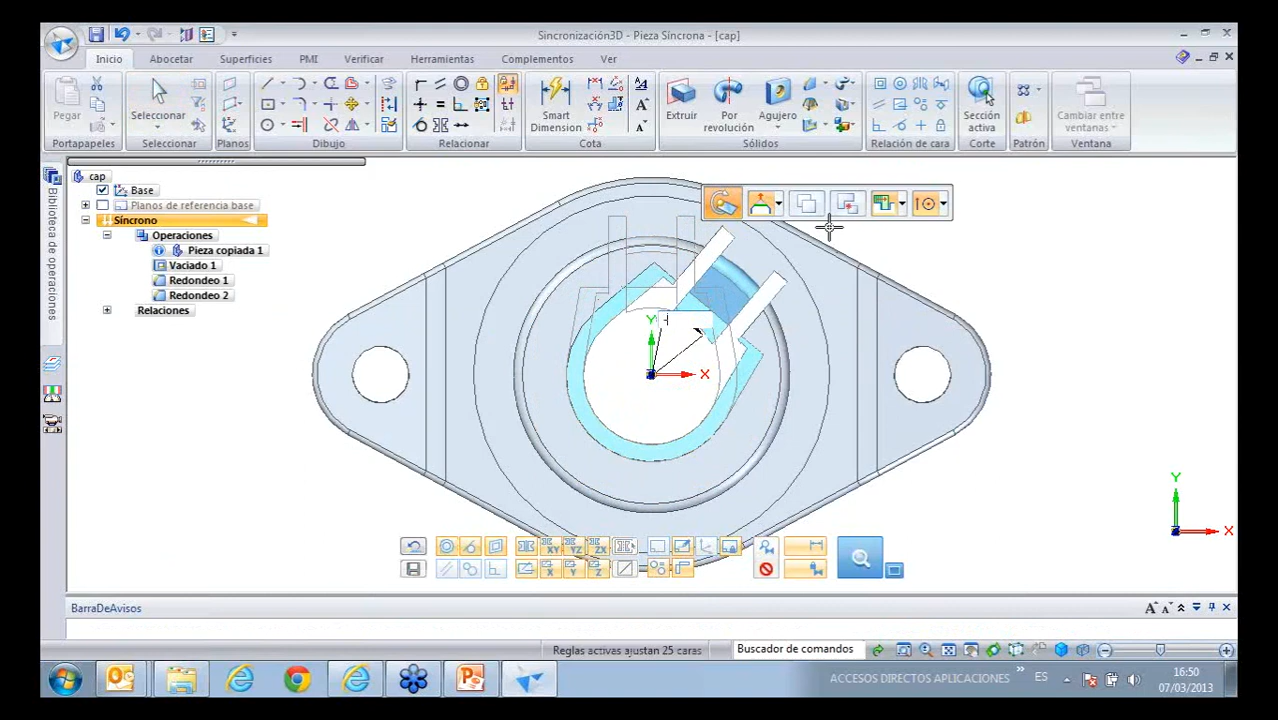 Sincronización3D - Pieza Síncrona - [cap]
Inicio
Abocetar
Superficies
PMI
Verificar
Herramientas
Complementos
Ver
Pegar
Seleccionar
Smart Dimension
Extruir
Por revolución
Agujero
Sección activa
Cambiar entre ventanas
Portapapeles
Seleccionar
Planos
Dibujo
Relacionar
Cota
Sólidos
Relación de cara
Corte
Patrón
Ventana
Biblioteca de operaciones
cap
Base
Planos de referencia base
Síncrono
Operaciones
Pieza copiada 1
Vaciado 1
Redondeo 1
Redondeo 2
Relaciones
Y
X
Y
X
XY
YZ
ZX
X
Y
Z
BarraDeAvisos
Reglas activas ajustan 25 caras
Buscador de comandos
ACCESOS DIRECTOS APLICACIONES
ES
16:50
07/03/2013